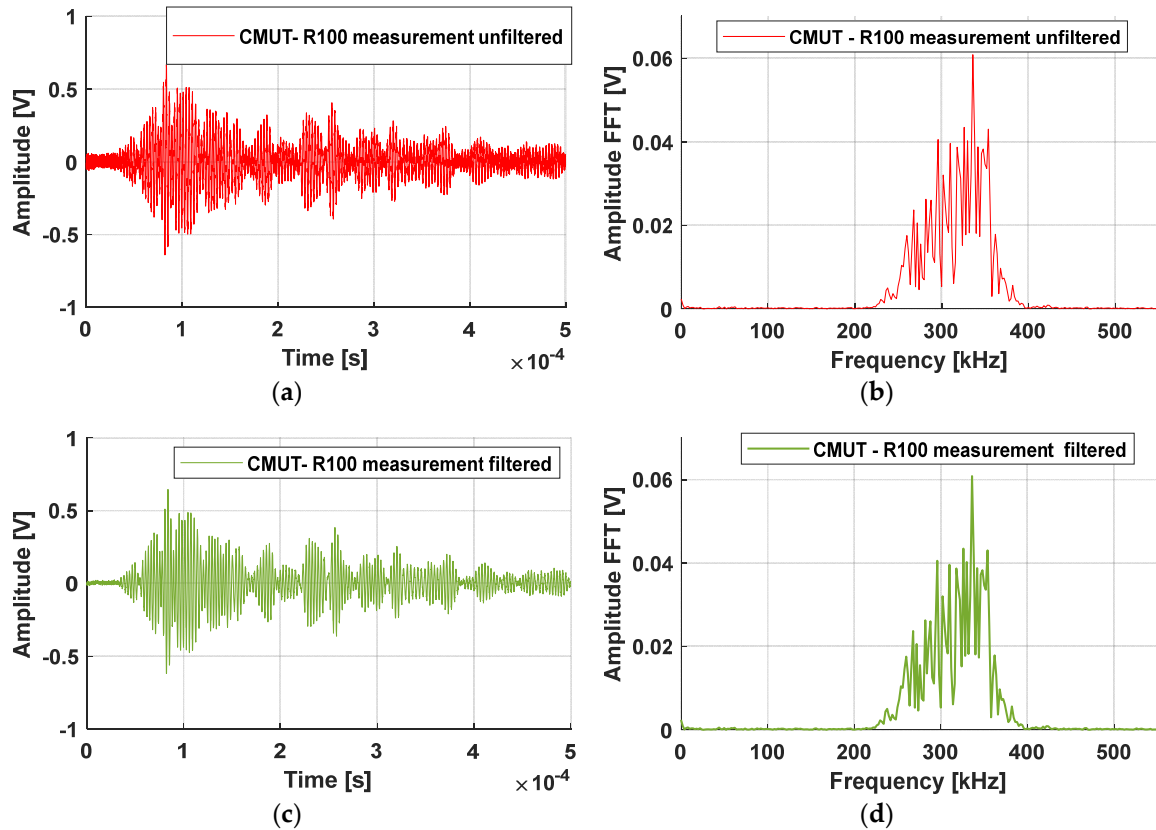 CMUT- R100 measurement unfiltered
Amplitude [V]
1
0.5
0
-0.5
-1
0 1 2 3 4 5
Time [s]
×10-4
(a)
CMUT - R100 measurement unfiltered
Amplitude FFT [V]
0.06
0.04
0.02
0
0 100 200 300 400 500
Frequency [kHz]
(b)
CMUT- R100 measurement filtered
Amplitude [V]
1
0.5
0
-0.5
-1
0 1 2 3 4 5
Time [s]
×10-4
(c)
CMUT - R100 measurement filtered
Amplitude FFT [V]
0.06
0.04
0.02
0
0 100 200 300 400 500
Frequency [kHz]
(d)